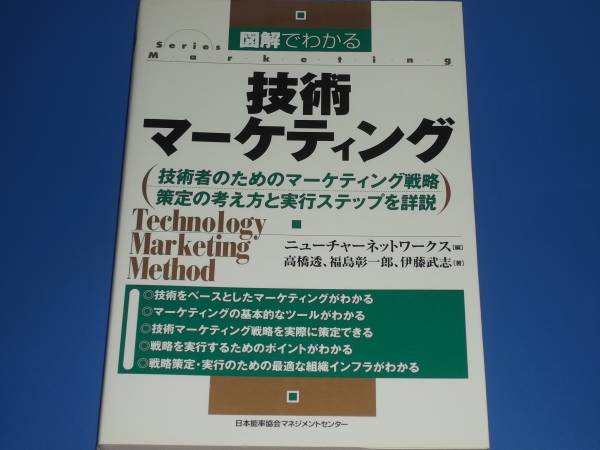 図解でわかる
Series
Marketing
技術
マーケティング
技術者のためのマーケティング戦略
策定の考え方と実行ステップを詳説
Technology
Marketing
Method
ニューチャーネットワークス[編]
高橋透、福島彰一郎、伊藤武志[著]
◎技術をベースとしたマーケティングがわかる
◎マーケティングの基本的なツールがわかる
◎技術マーケティング戦略を実際に策定できる
◎戦略を実行するためのポイントがわかる
◎戦略策定・実行のための最適な組織インフラがわかる
日本能率協会マネジメントセンター